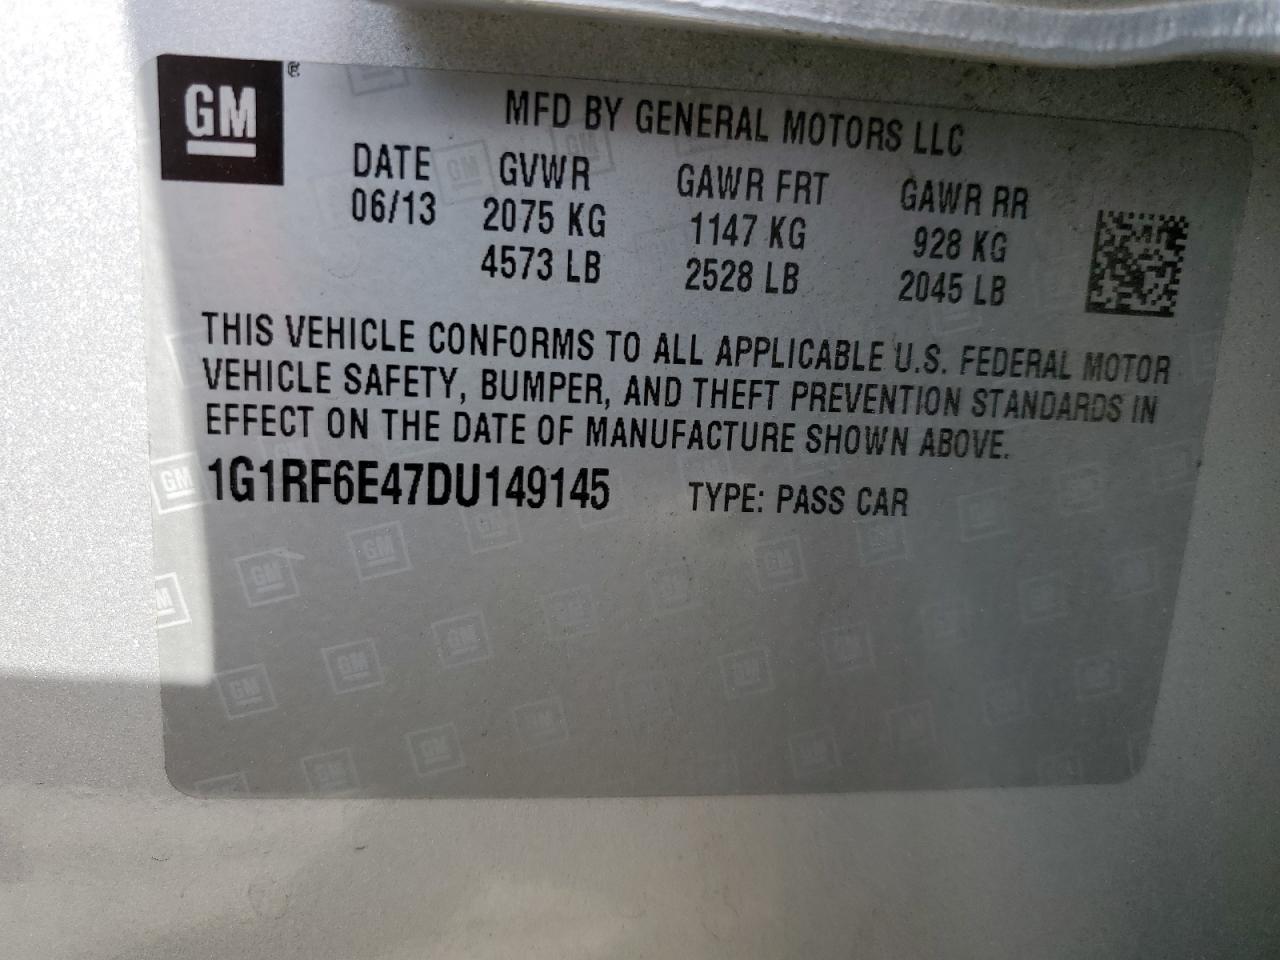 GM®
MFD BY GENERAL MOTORS LLC
DATE GVWR GAWR FRT GAWR RR
06/13 2075 KG 1147 KG 928 KG
4573 LB 2528 LB 2045 LB
THIS VEHICLE CONFORMS TO ALL APPLICABLE U.S. FEDERAL MOTOR
VEHICLE SAFETY, BUMPER, AND THEFT PREVENTION STANDARDS IN
EFFECT ON THE DATE OF MANUFACTURE SHOWN ABOVE.
1G1RF6E47DU149145 TYPE: PASS CAR